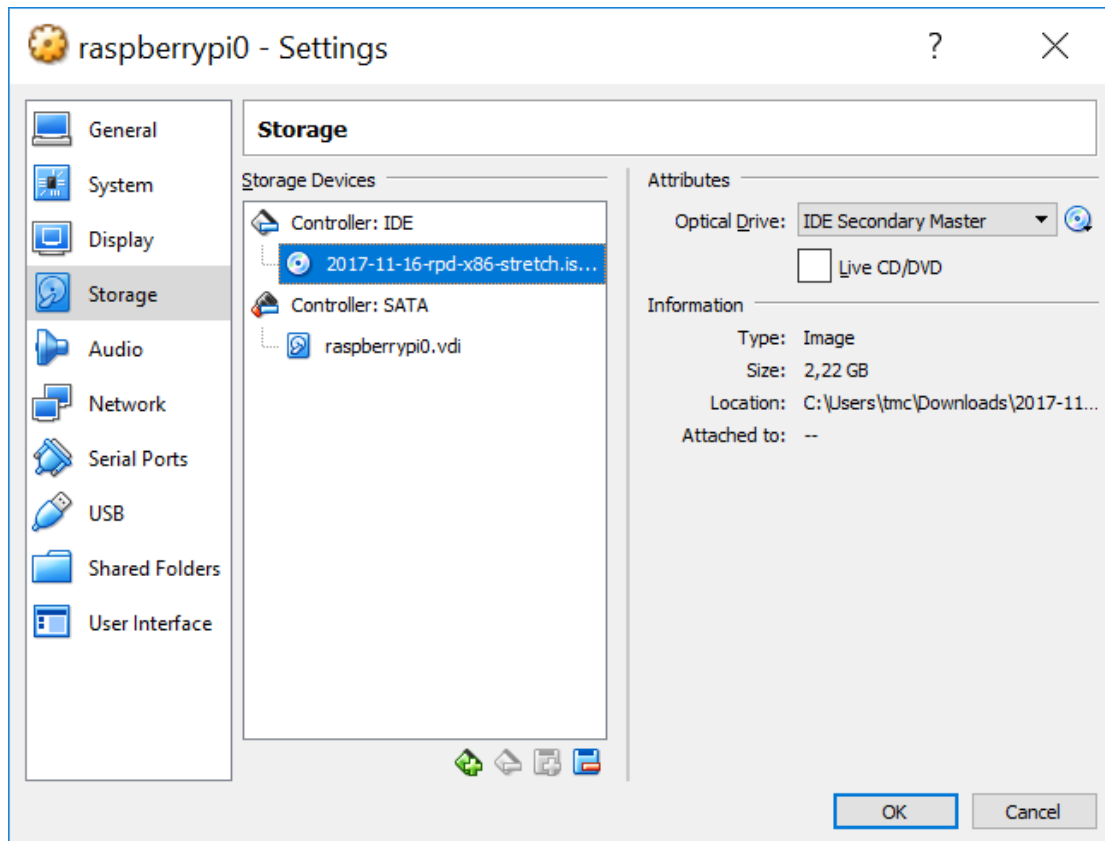 raspberrypi0 - Settings
?
General
System
Display
Storage
Audio
Network
Serial Ports
USB
Shared Folders
User Interface
Storage
Storage Devices
Controller: IDE
2017-11-16-rpd-x86-stretch.is...
Controller: SATA
raspberrypi0.vdi
Attributes
Optical Drive: IDE Secondary Master
Live CD/DVD
Information
Type: Image
Size: 2,22 GB
Location: C:\Users\tmc\Downloads\2017-11...
Attached to: --
OK
Cancel